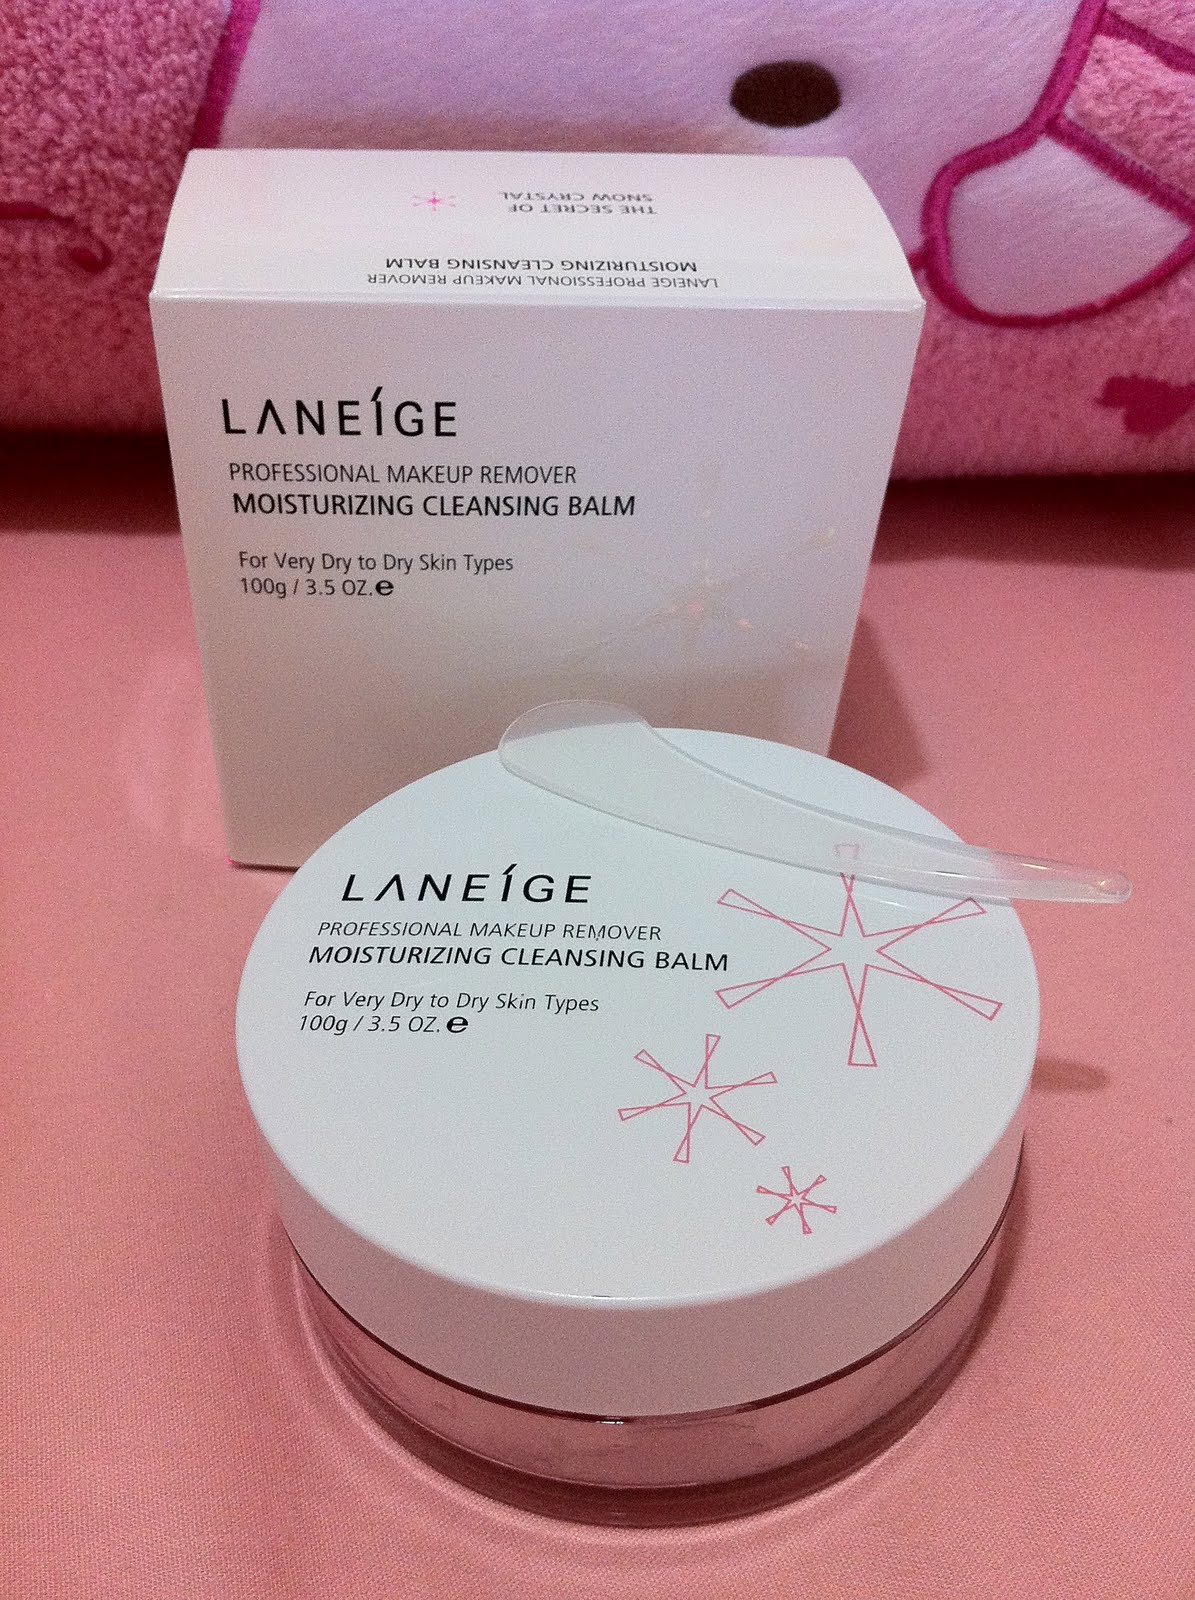 THE SECRET OF
SNOW CRYSTAL
LANEIGE PROFESSIONAL MAKEUP REMOVER
MOISTURIZING CLEANSING BALM
LANEÍGE
PROFESSIONAL MAKEUP REMOVER
MOISTURIZING CLEANSING BALM
For Very Dry to Dry Skin Types
100g / 3.5 OZ.℮
LANEÍGE
PROFESSIONAL MAKEUP REMOVER
MOISTURIZING CLEANSING BALM
For Very Dry to Dry Skin Types
100g / 3.5 OZ.℮